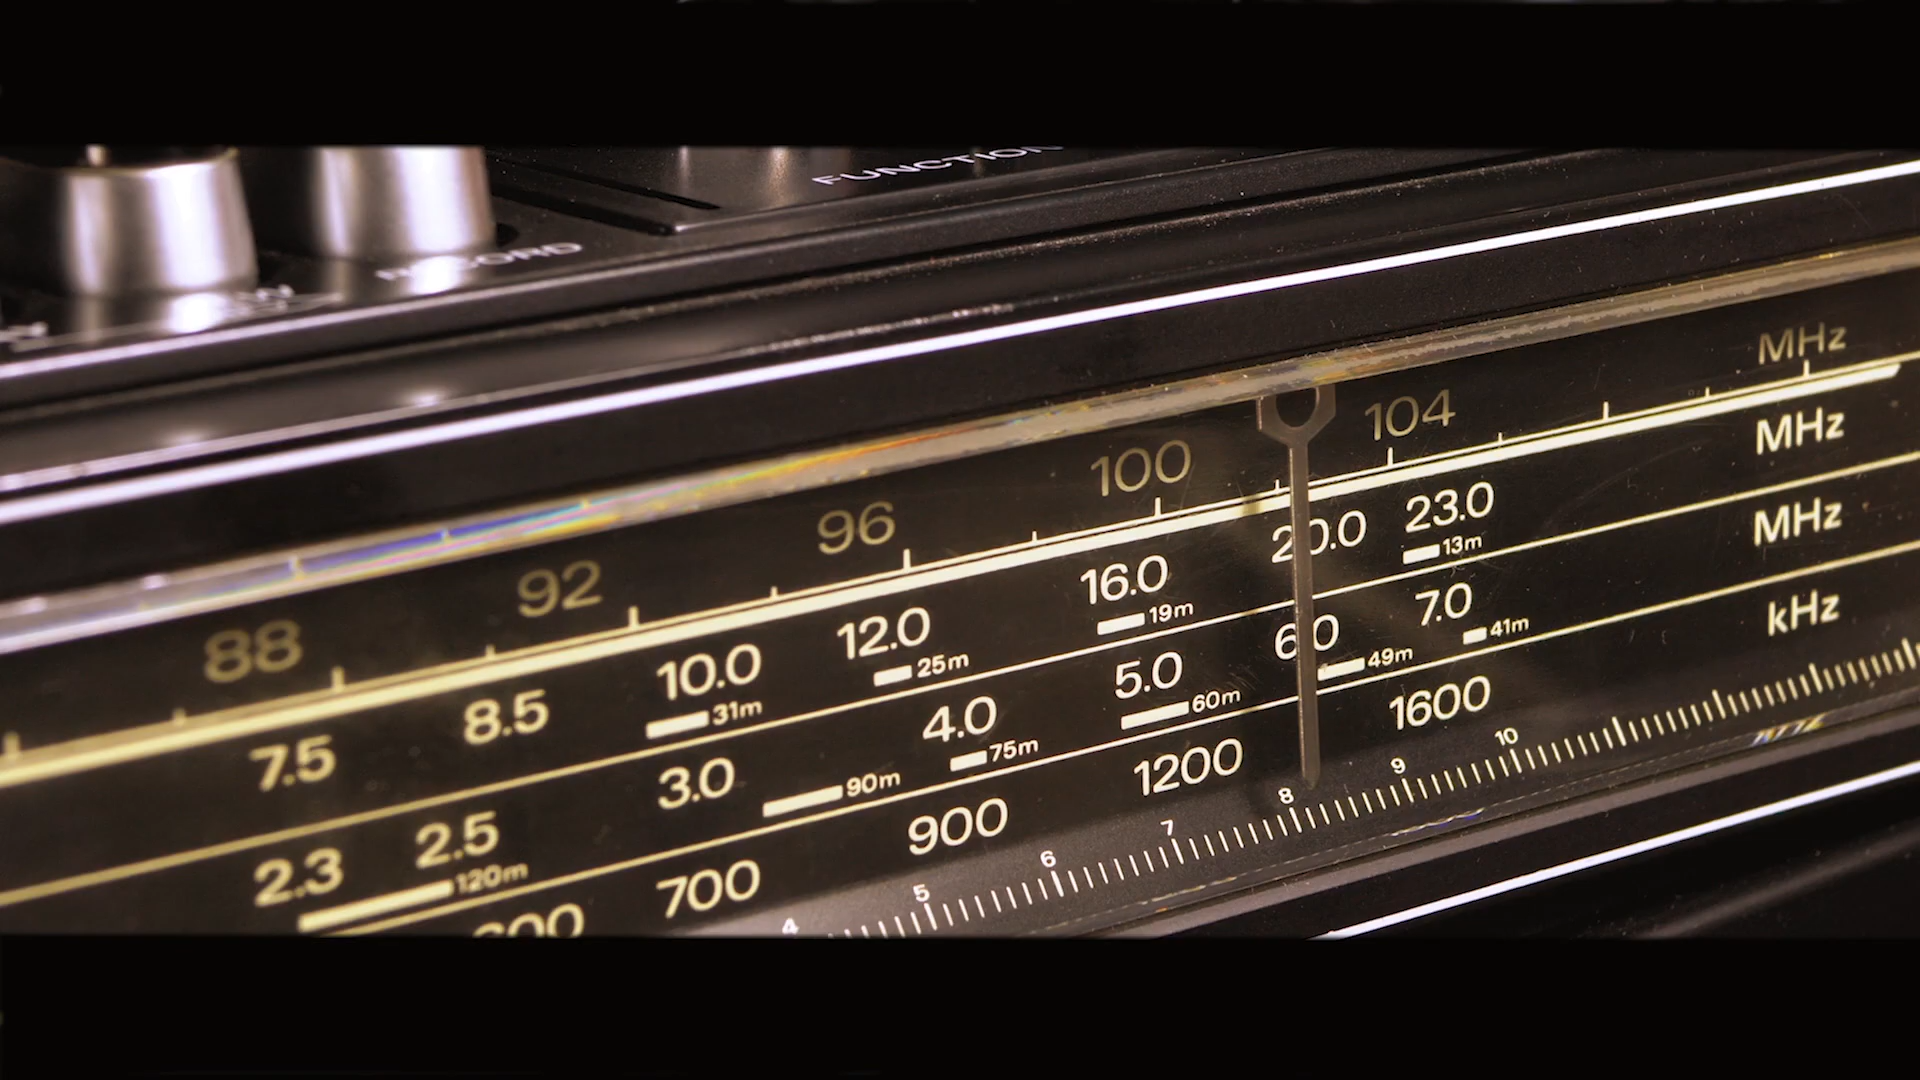 FUNCTION
RECORD
88 92 96 100 104 MHz
7.5 8.5 10.0 12.0 16.0 20.0 23.0 MHz
31m 25m 19m 13m
2.3 2.5 3.0 4.0 5.0 6.0 7.0 MHz
120m 90m 75m 60m 49m 41m
600 700 900 1200 1600 kHz
4 5 6 7 8 9 10